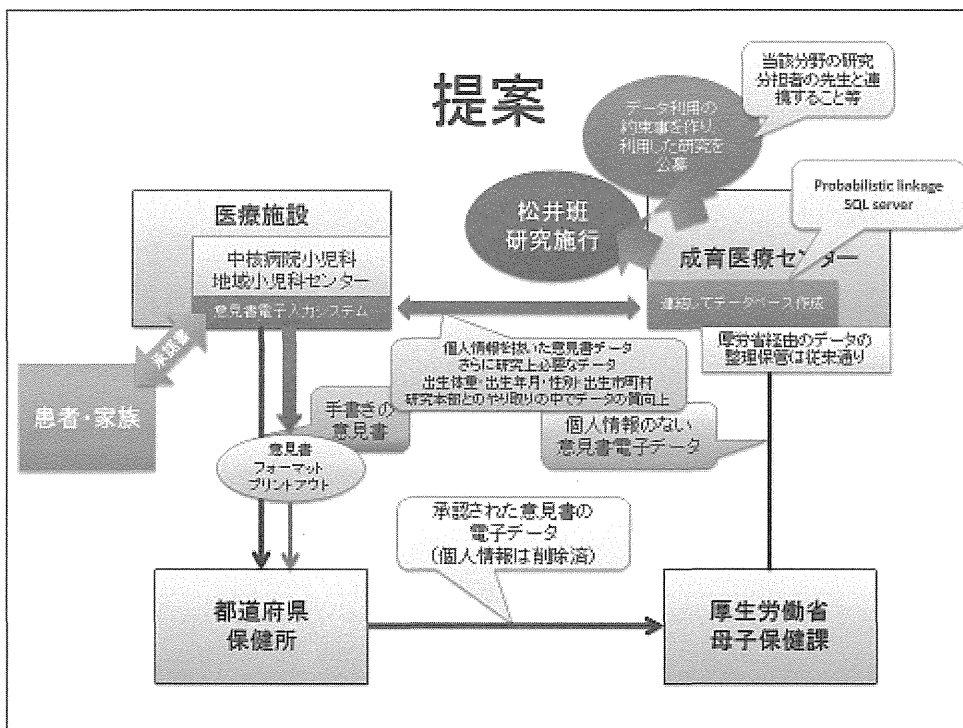 提案
当該分野の研究
分担者の先生と連
携すること等
データ利用の
約束事を作り
利用した研究を
公募
Probabilistic linkage
SQL server
松井班
研究施行
医療施設
中核病院小児科
地域小児科センター
意見書電子入力システム
成育医療センター
連結してデータベース作成
厚労省経由のデータの
整理保管は従来通り
個人情報を抜いた意見書データ
さらに研究上必要なデータ
出生体重・出生年月・性別・出生市町村
研究本部とのやり取りの中でデータの質向上
患者・家族
手書きの
意見書
個人情報のない
意見書電子データ
意見書
フォーマット
プリントアウト
承認された意見書の
電子データ
(個人情報は削除済)
都道府県
保健所
厚生労働省
母子保健課